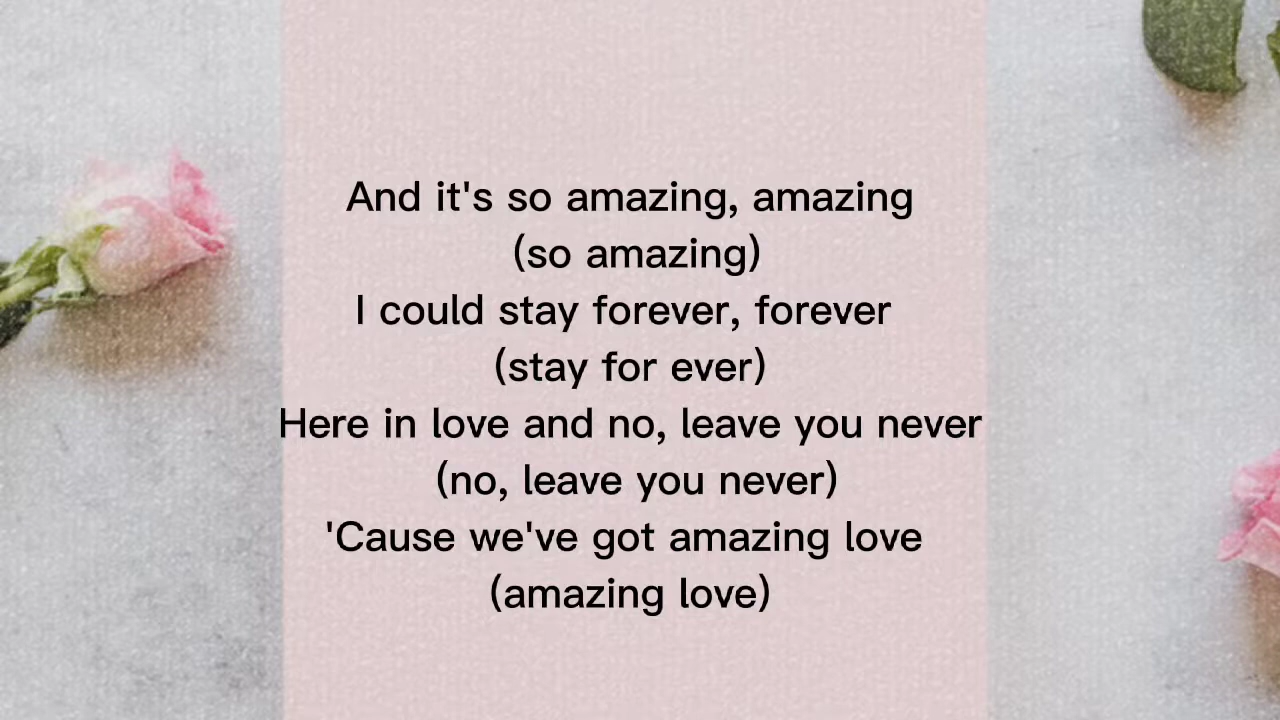 And it's so amazing, amazing
(so amazing)
I could stay forever, forever
(stay for ever)
Here in love and no, leave you never
(no, leave you never)
'Cause we've got amazing love
(amazing love)